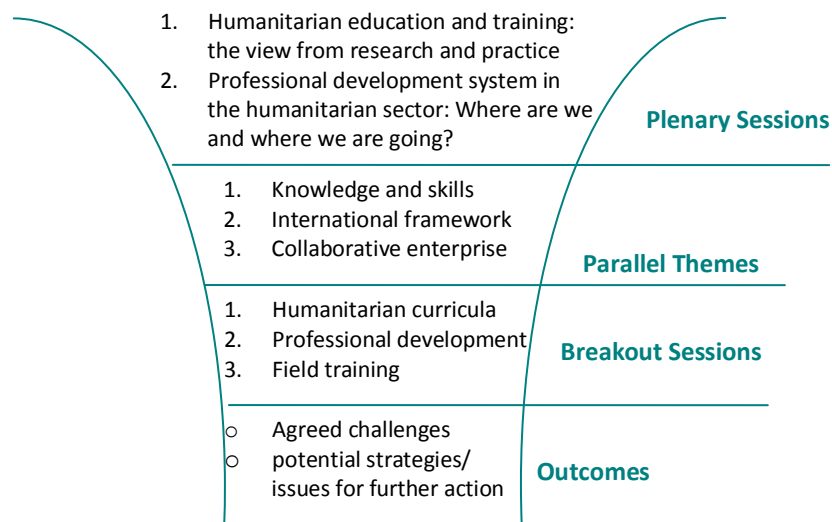 1. Humanitarian education and training:
the view from research and practice
2. Professional development system in
the humanitarian sector: Where are we
and where we are going?
Plenary Sessions
1. Knowledge and skills
2. International framework
3. Collaborative enterprise
Parallel Themes
1. Humanitarian curricula
2. Professional development
3. Field training
Breakout Sessions
o Agreed challenges
o potential strategies/
issues for further action
Outcomes